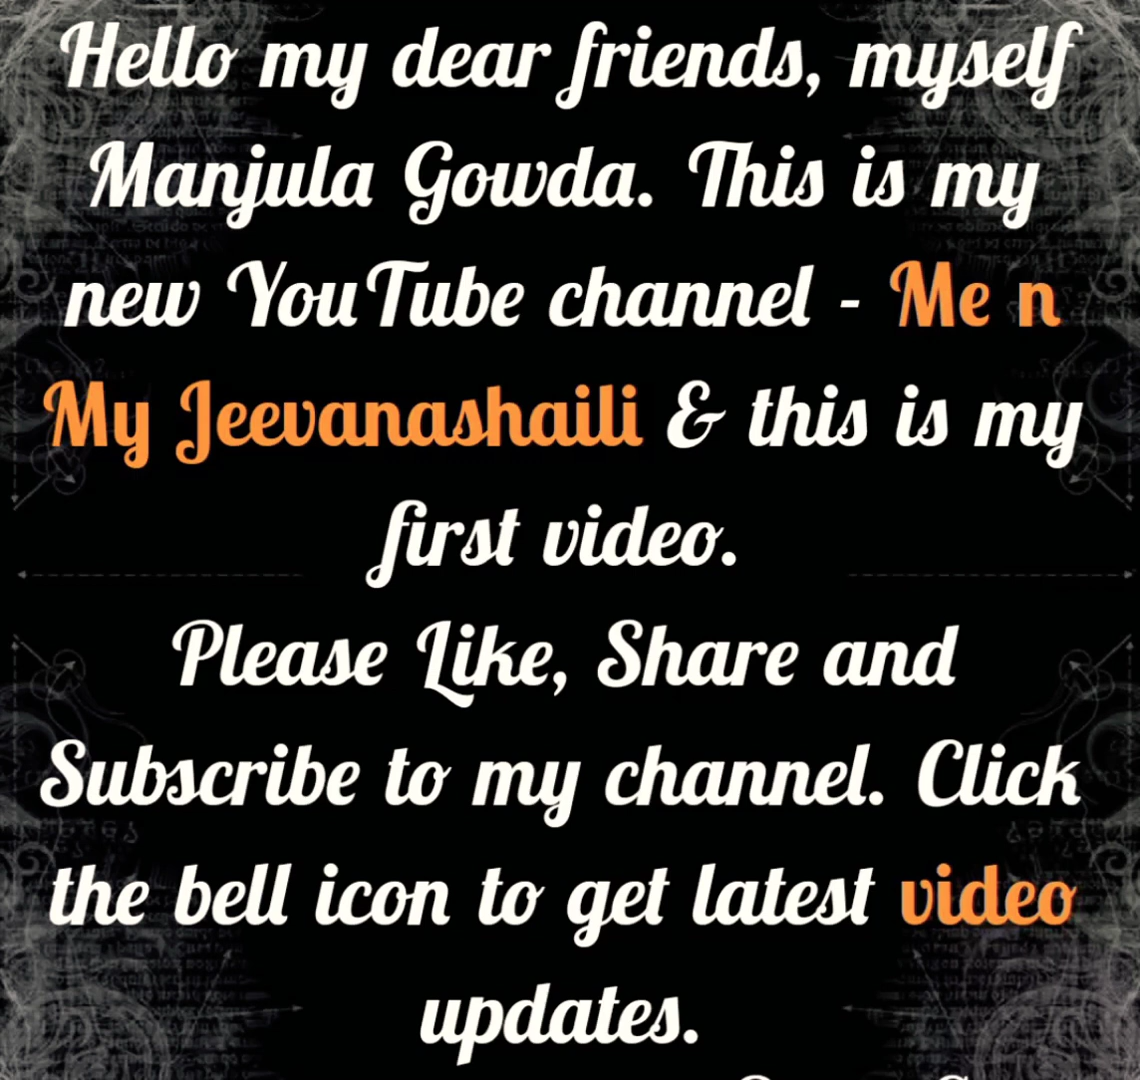 Hello my dear friends, myself
Manjula Gowda. This is my
new YouTube channel - Me n
My Jeevanashaili & this is my
first video.
Please Like, Share and
Subscribe to my channel. Click
the bell icon to get latest video
updates.